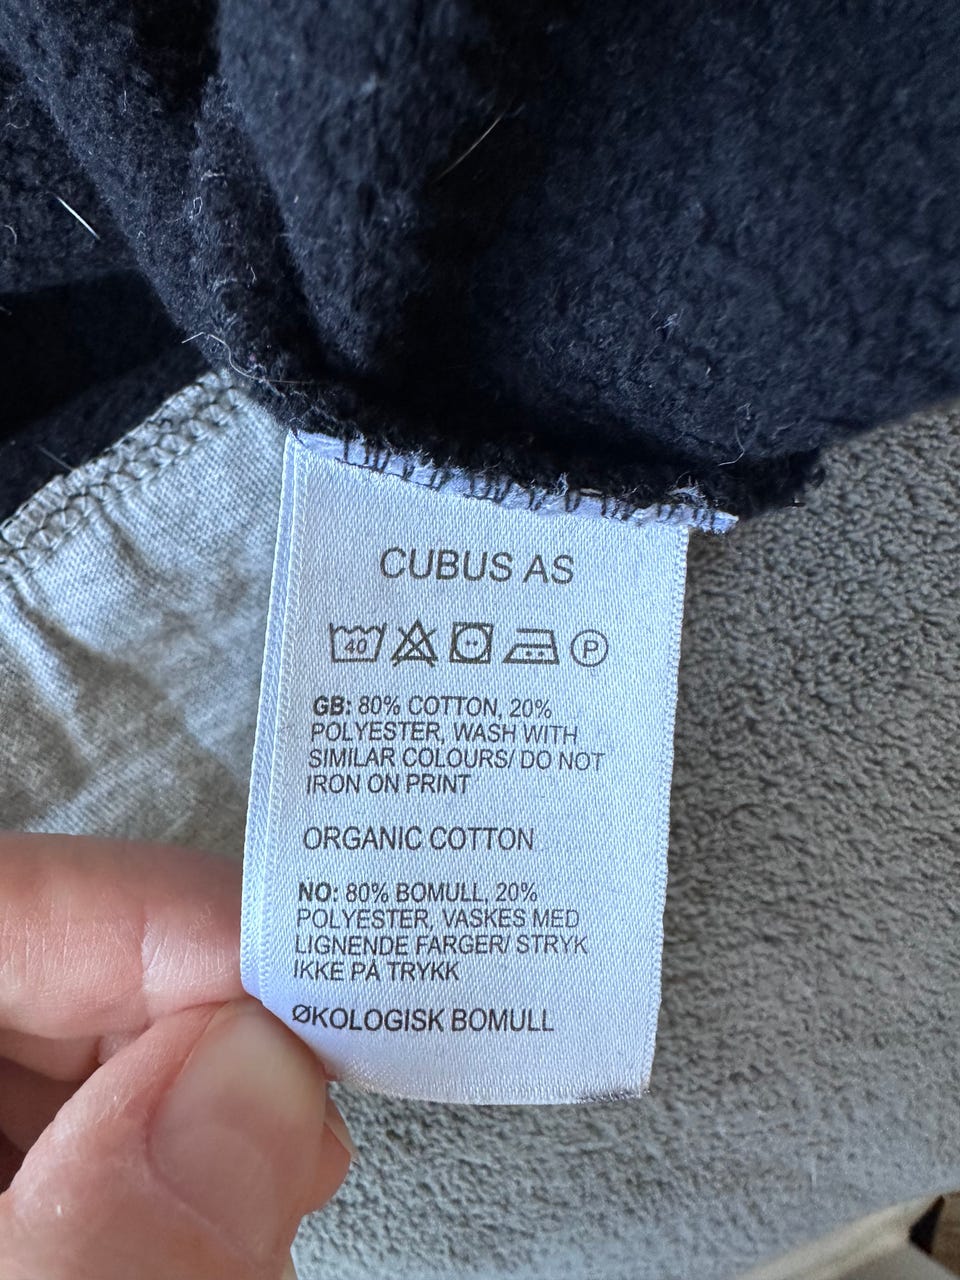 CUBUS AS
40 P
GB: 80% COTTON, 20%
POLYESTER, WASH WITH
SIMILAR COLOURS/ DO NOT
IRON ON PRINT
ORGANIC COTTON
NO: 80% BOMULL, 20%
POLYESTER, VASKES MED
LIGNENDE FARGER/ STRYK
IKKE PÅ TRYKK
ØKOLOGISK BOMULL